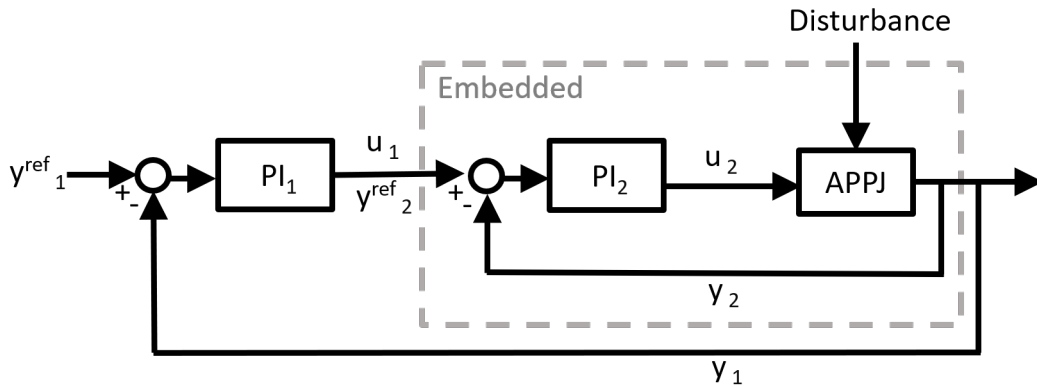 Disturbance
Embedded
y^ref_1
+
-
PI_1
u_1
y^ref_2
+
-
PI_2
u_2
APPJ
y_2
y_1